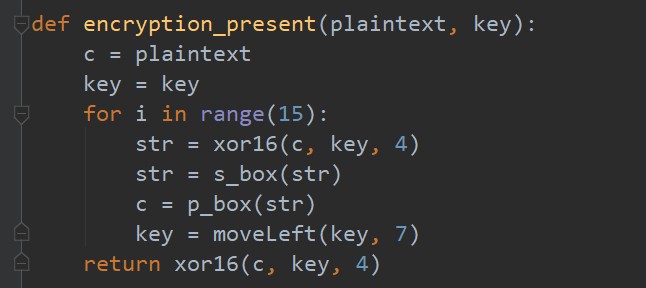 def encryption_present(plaintext, key):
    c = plaintext
    key = key
    for i in range(15):
        str = xor16(c, key, 4)
        str = s_box(str)
        c = p_box(str)
        key = moveLeft(key, 7)
    return xor16(c, key, 4)